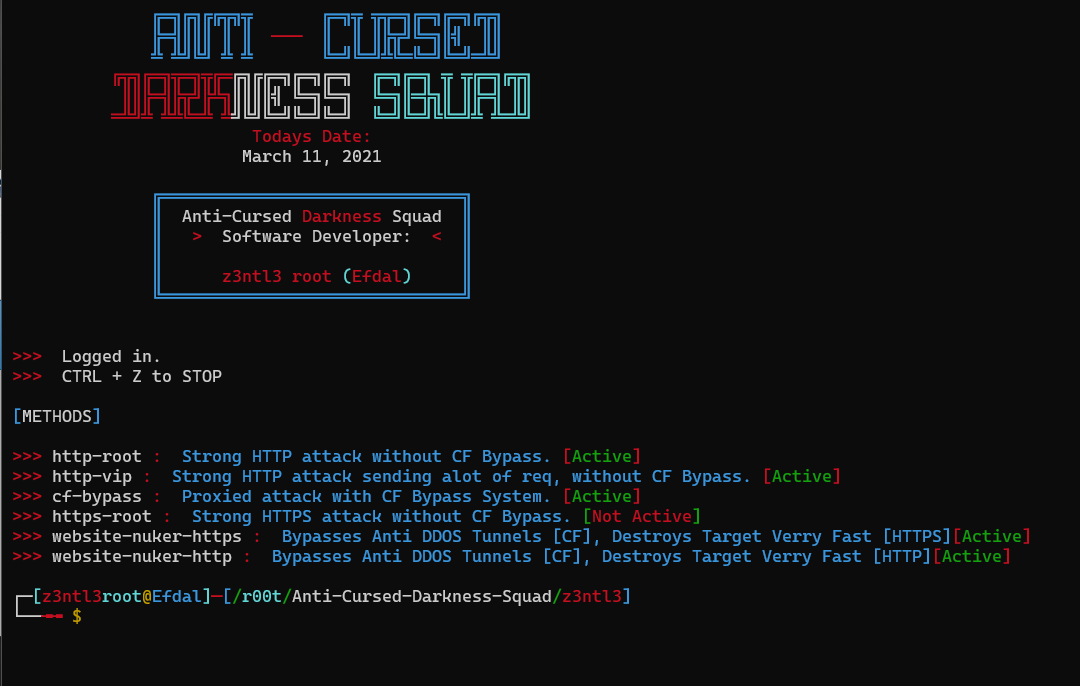 ANTI — CURSED
DARKNESS SQUAD
Todays Date:
March 11, 2021
Anti-Cursed Darkness Squad
> Software Developer: <
z3ntl3 root (Efdal)
>>> Logged in.
>>> CTRL + Z to STOP
[METHODS]
>>> http-root : Strong HTTP attack without CF Bypass. [Active]
>>> http-vip : Strong HTTP attack sending alot of req, without CF Bypass. [Active]
>>> cf-bypass : Proxied attack with CF Bypass System. [Active]
>>> https-root : Strong HTTPS attack without CF Bypass. [Not Active]
>>> website-nuker-https : Bypasses Anti DDOS Tunnels [CF], Destroys Target Verry Fast [HTTPS][Active]
>>> website-nuker-http : Bypasses Anti DDOS Tunnels [CF], Destroys Target Verry Fast [HTTP][Active]
┌─[z3ntl3root@Efdal]─[/r00t/Anti-Cursed-Darkness-Squad/z3ntl3]
└──╼╼ $